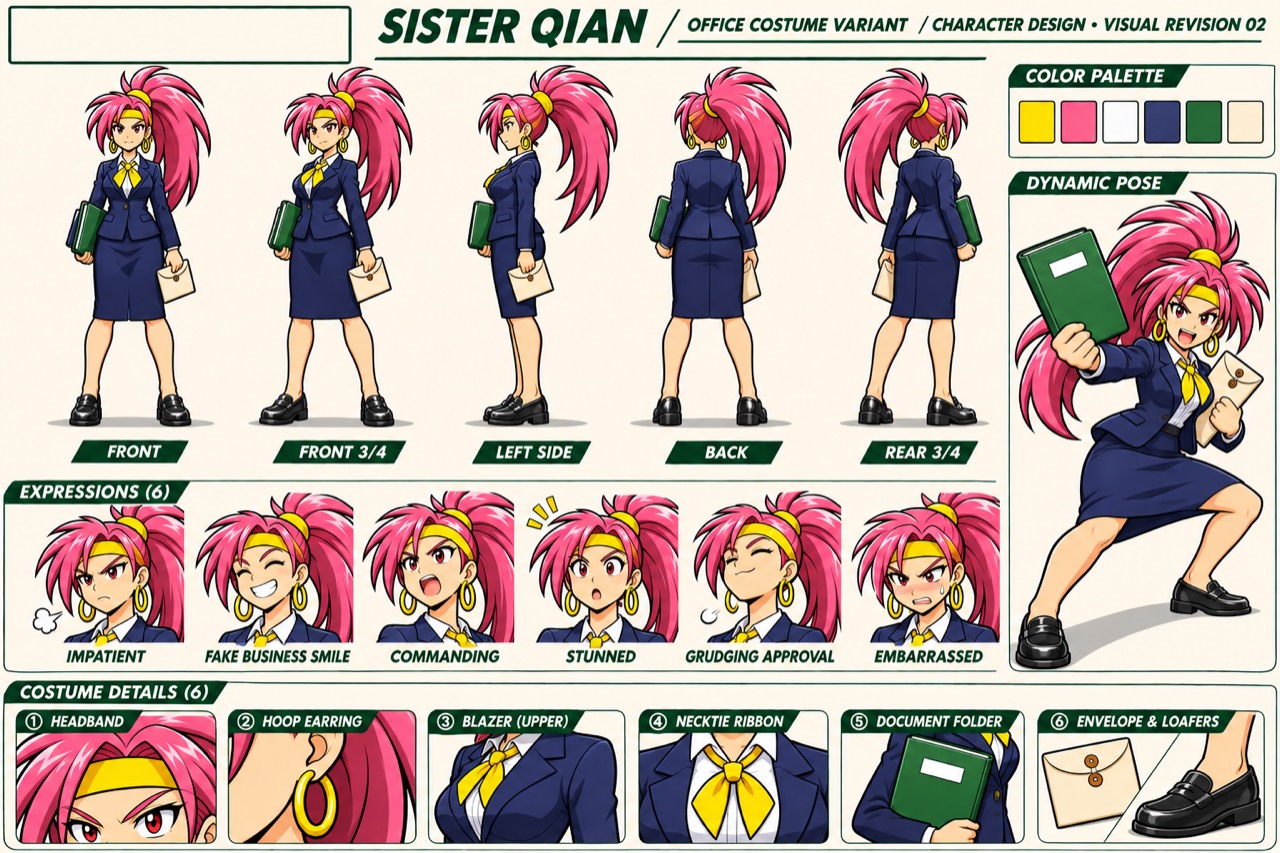 SISTER QIAN / OFFICE COSTUME VARIANT / CHARACTER DESIGN • VISUAL REVISION 02
COLOR PALETTE
DYNAMIC POSE
FRONT
FRONT 3/4
LEFT SIDE
BACK
REAR 3/4
EXPRESSIONS (6)
IMPATIENT
FAKE BUSINESS SMILE
COMMANDING
STUNNED
GRUDGING APPROVAL
EMBARRASSED
COSTUME DETAILS (6)
① HEADBAND
② HOOP EARRING
③ BLAZER (UPPER)
④ NECKTIE RIBBON
⑤ DOCUMENT FOLDER
⑥ ENVELOPE & LOAFERS